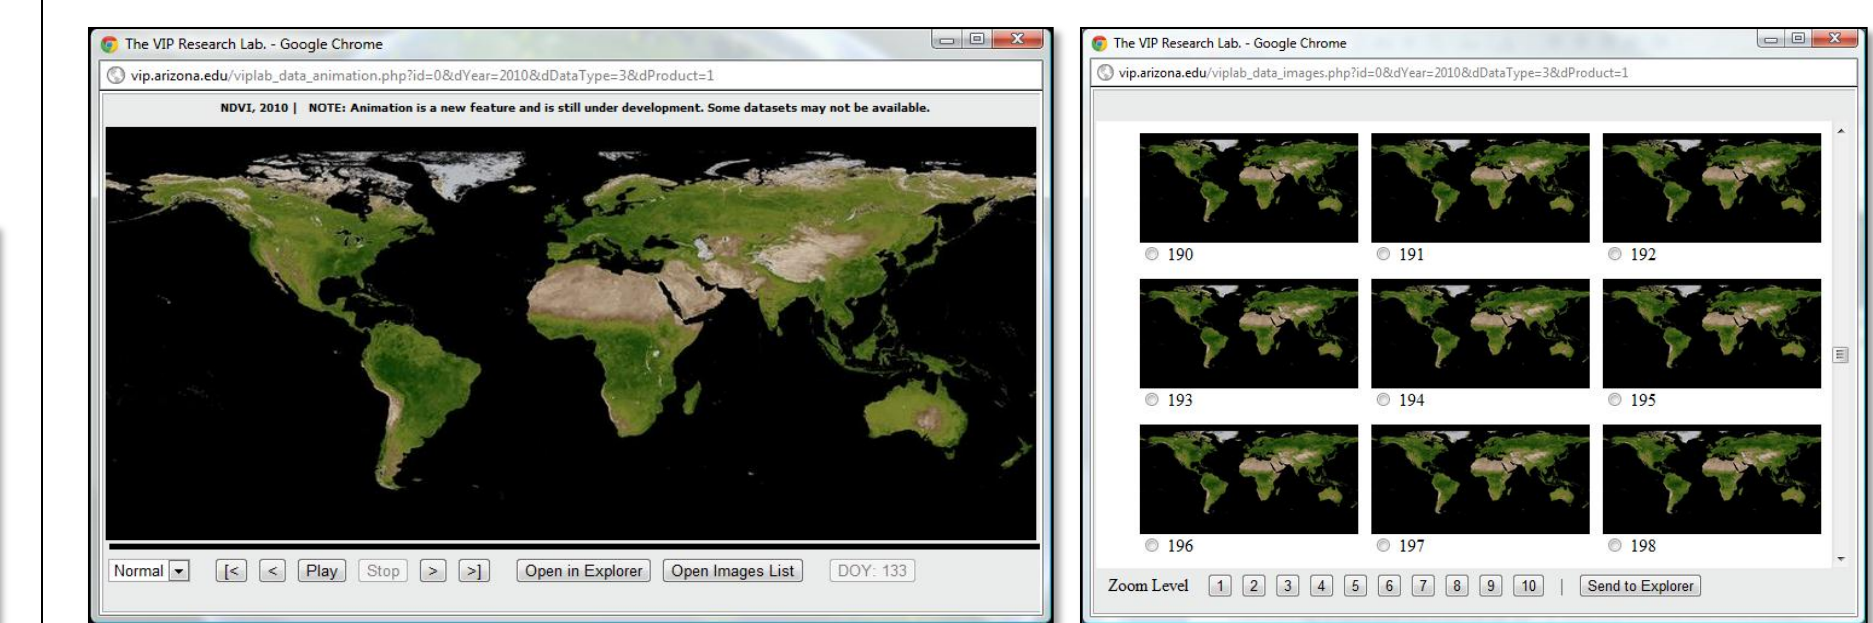 The VIP Research Lab. - Google Chrome
vip.arizona.edu/viplab_data_animation.php?id=0&dYear=2010&dDataType=3&dProduct=1
NDVI, 2010 | NOTE: Animation is a new feature and is still under development. Some datasets may not be available.
Normal [< < Play Stop > >] Open in Explorer Open Images List DOY: 133
The VIP Research Lab. - Google Chrome
vip.arizona.edu/viplab_data_images.php?id=0&dYear=2010&dDataType=3&dProduct=1
190 191 192
193 194 195
196 197 198
Zoom Level 1 2 3 4 5 6 7 8 9 10 | Send to Explorer